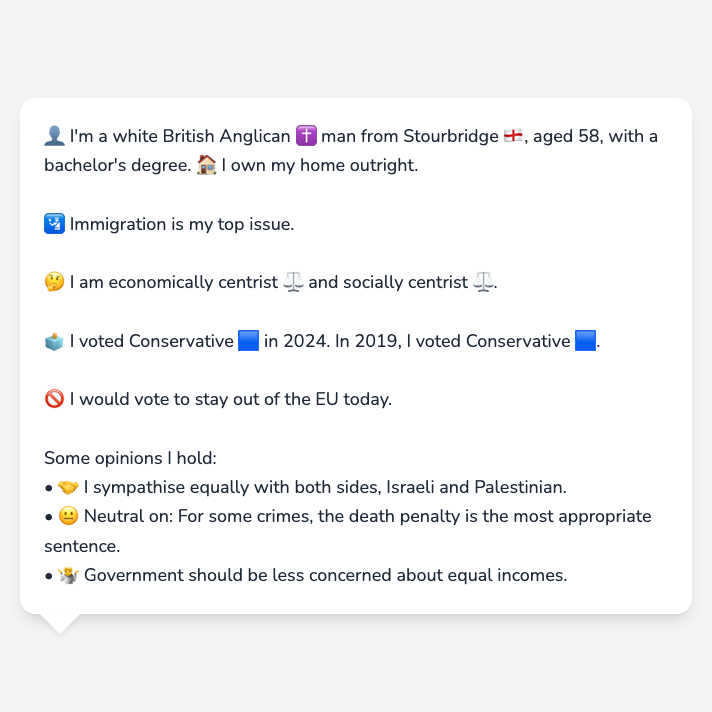 👤 I'm a white British Anglican ✝️ man from Stourbridge 🏴󠁧󠁢󠁥󠁮󠁧󠁿, aged 58, with a
bachelor's degree. 🏠 I own my home outright.
🛂 Immigration is my top issue.
🤔 I am economically centrist ⚖️ and socially centrist ⚖️.
🗳️ I voted Conservative 🟦 in 2024. In 2019, I voted Conservative 🟦.
🚫 I would vote to stay out of the EU today.
Some opinions I hold:
• 🤝 I sympathise equally with both sides, Israeli and Palestinian.
• 😐 Neutral on: For some crimes, the death penalty is the most appropriate
sentence.
• 🤷 Government should be less concerned about equal incomes.